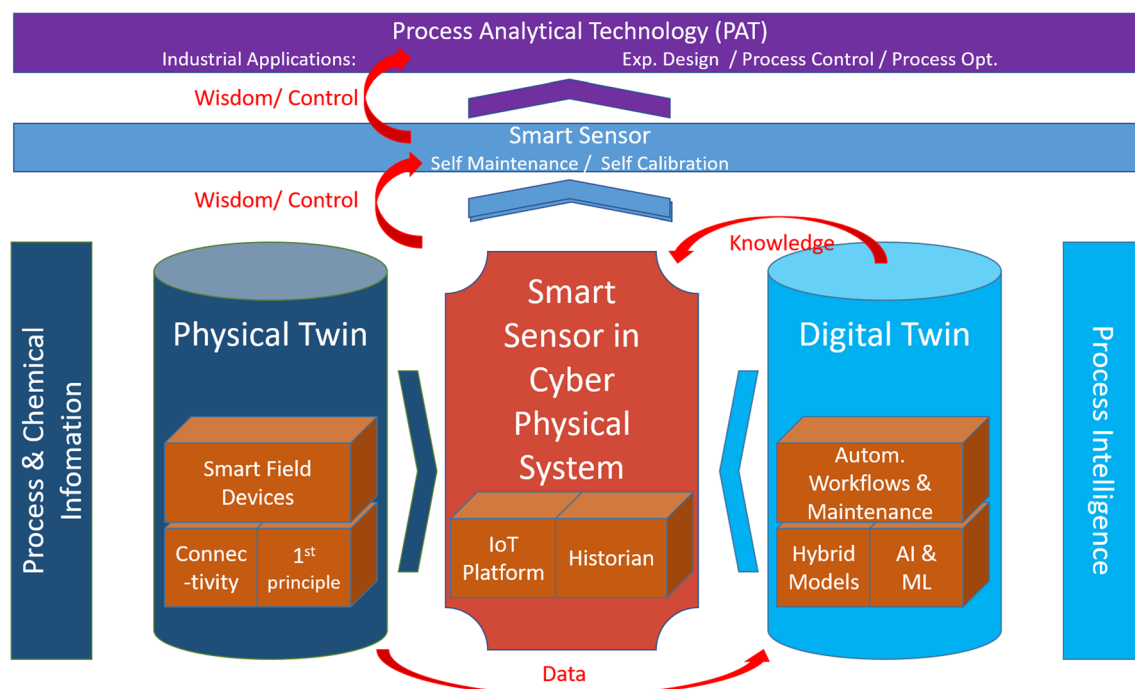 Process Analytical Technology (PAT)
Industrial Applications: Exp. Design / Process Control / Process Opt.
Wisdom/ Control
Smart Sensor
Self Maintenance / Self Calibration
Wisdom/ Control
Knowledge
Process & Chemical
Infomation
Physical Twin
Smart Field
Devices
Connec
-tivity
1st
principle
Smart
Sensor in
Cyber
Physical
System
IoT
Platform
Historian
Digital Twin
Autom.
Workflows &
Maintenance
Hybrid
Models
AI &
ML
Process Intelligence
Data